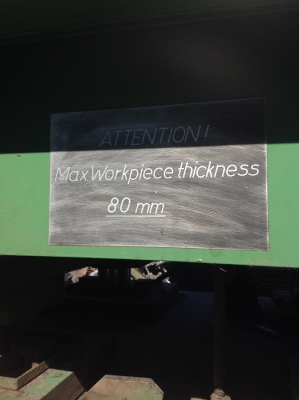 ATTENTION!
Max Workpiece thickness
80 mm